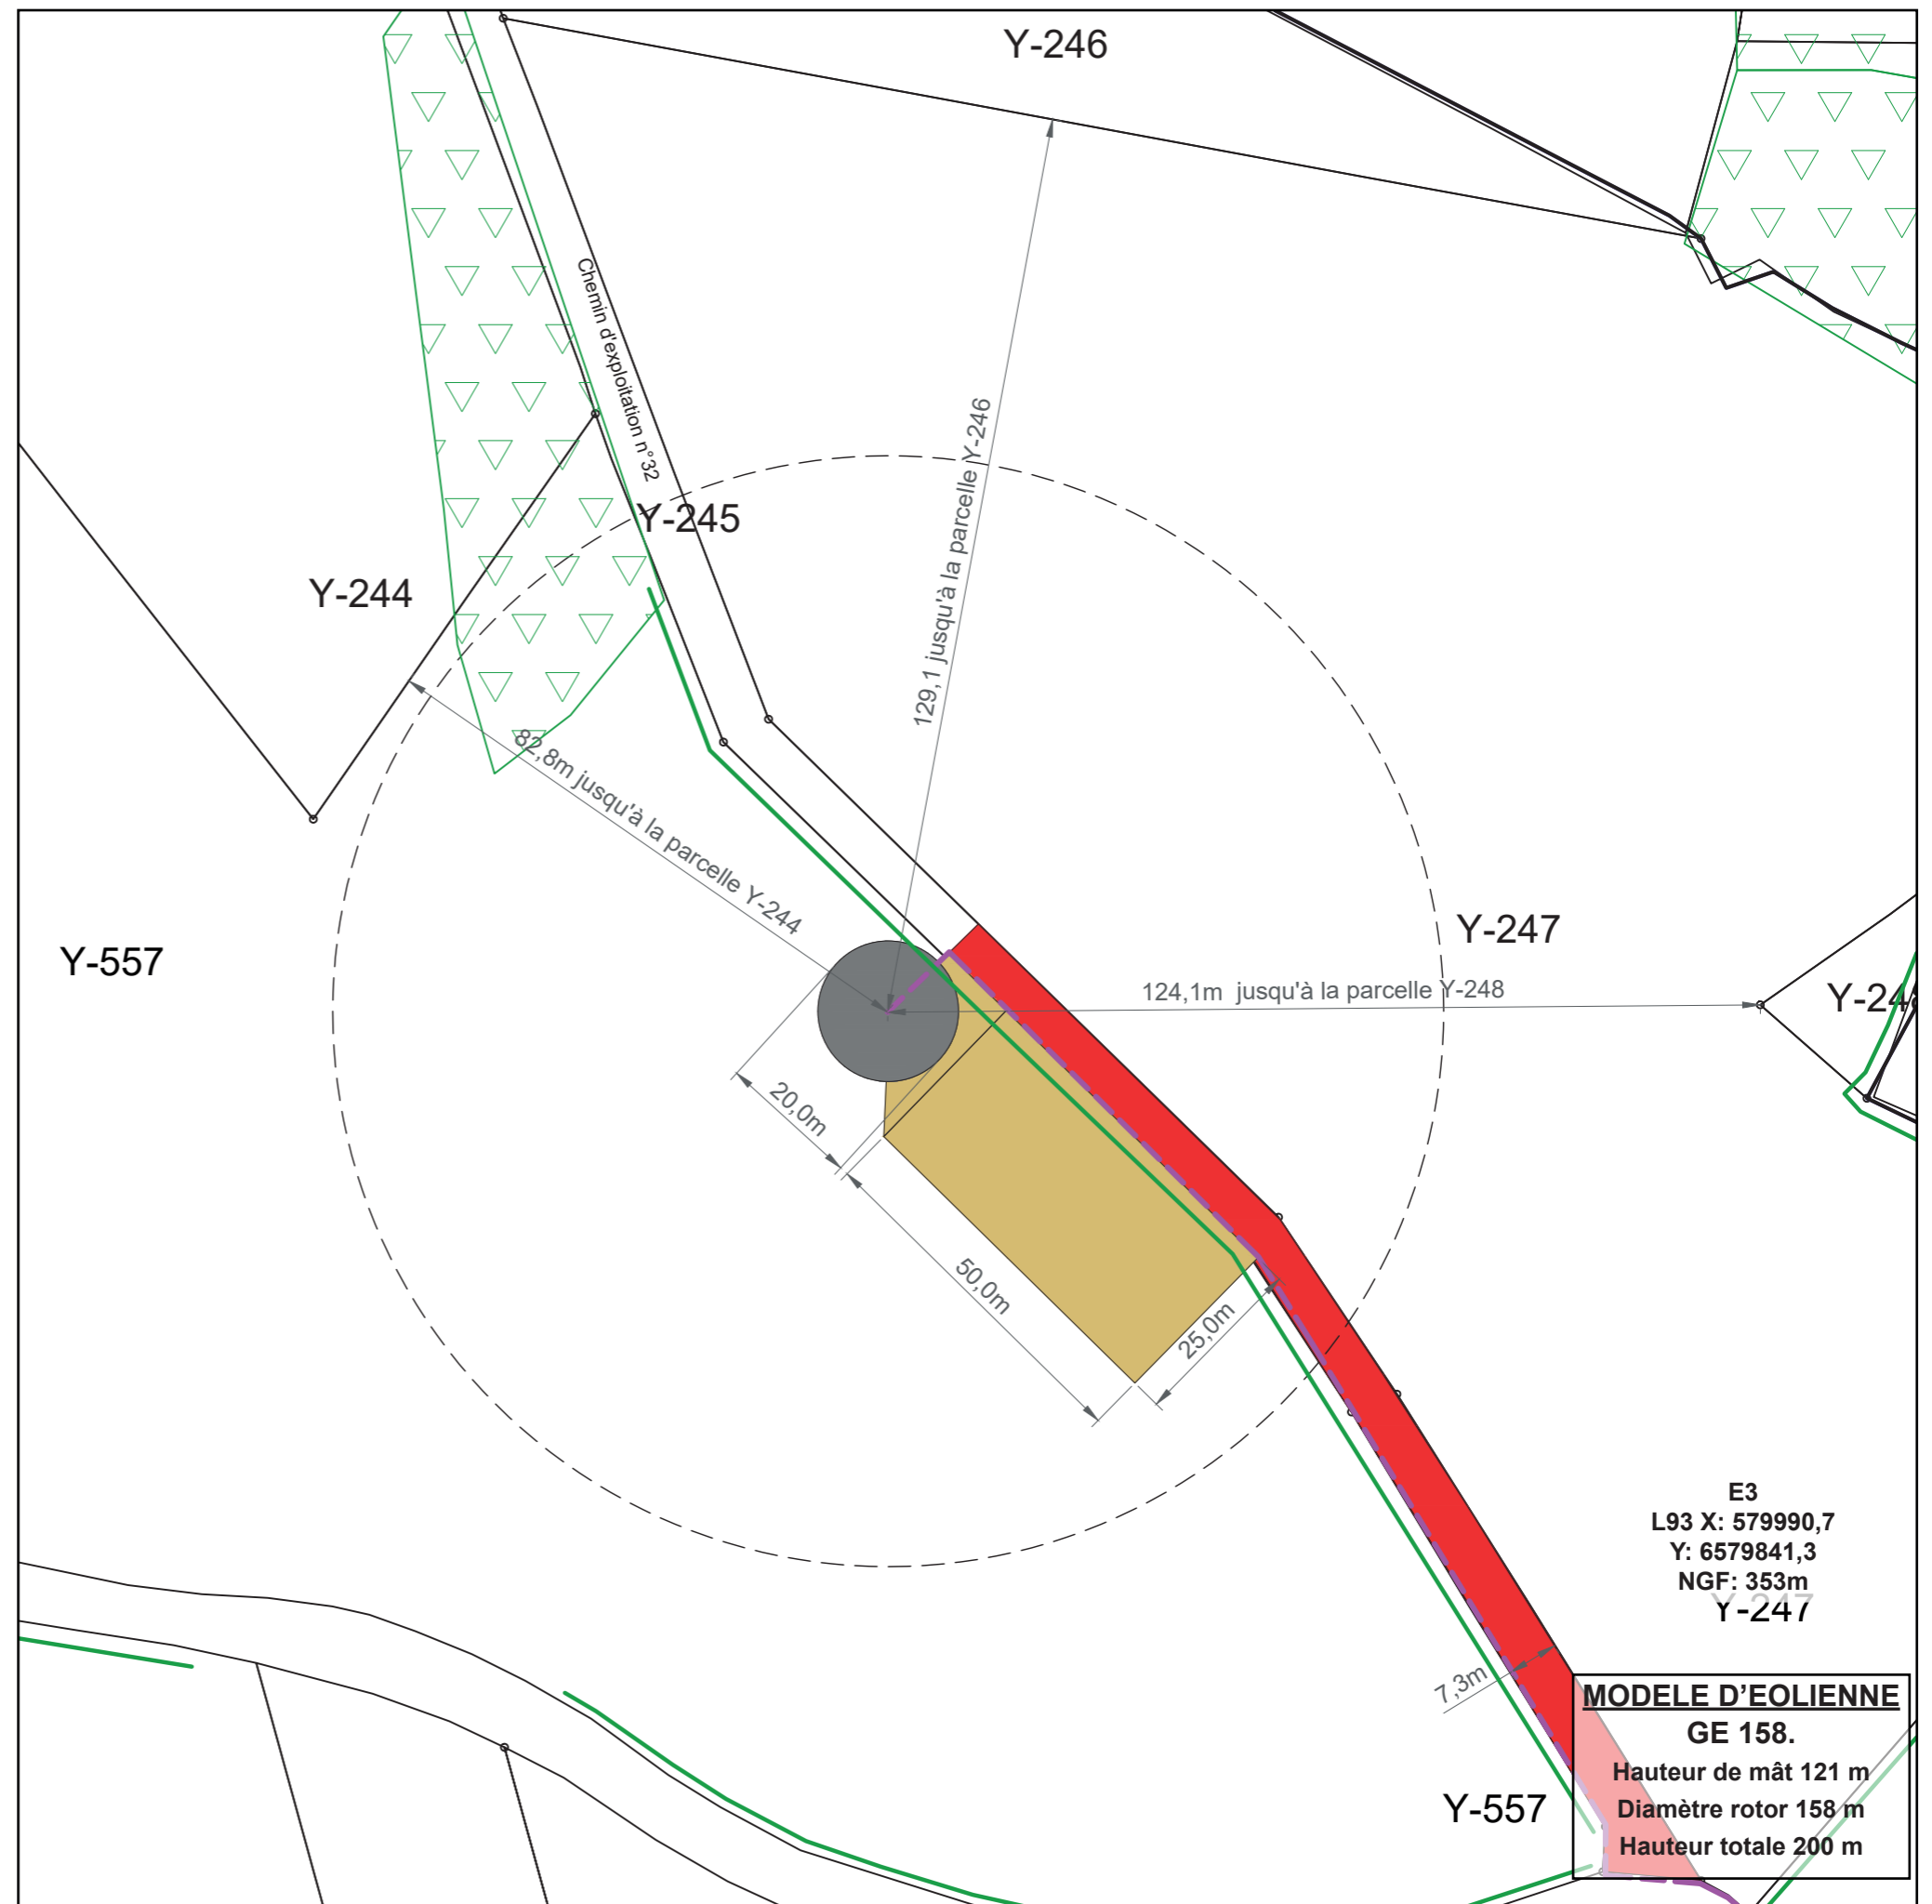 Y-246
Chemin d'exploitation n°32
129,1 jusqu'à la parcelle Y-246
Y-245
Y-244
82,8m jusqu'à la parcelle Y-244
Y-247
Y-557
124,1m jusqu'à la parcelle Y-248
Y-24
20,0m
50,0m
25,0m
E3
L93 X: 579990,7
Y: 6579841,3
NGF: 353m
Y-247
7,3m
MODELE D'EOLIENNE
GE 158.
Hauteur de mât 121 m
Diamètre rotor 158 m
Hauteur totale 200 m
Y-557